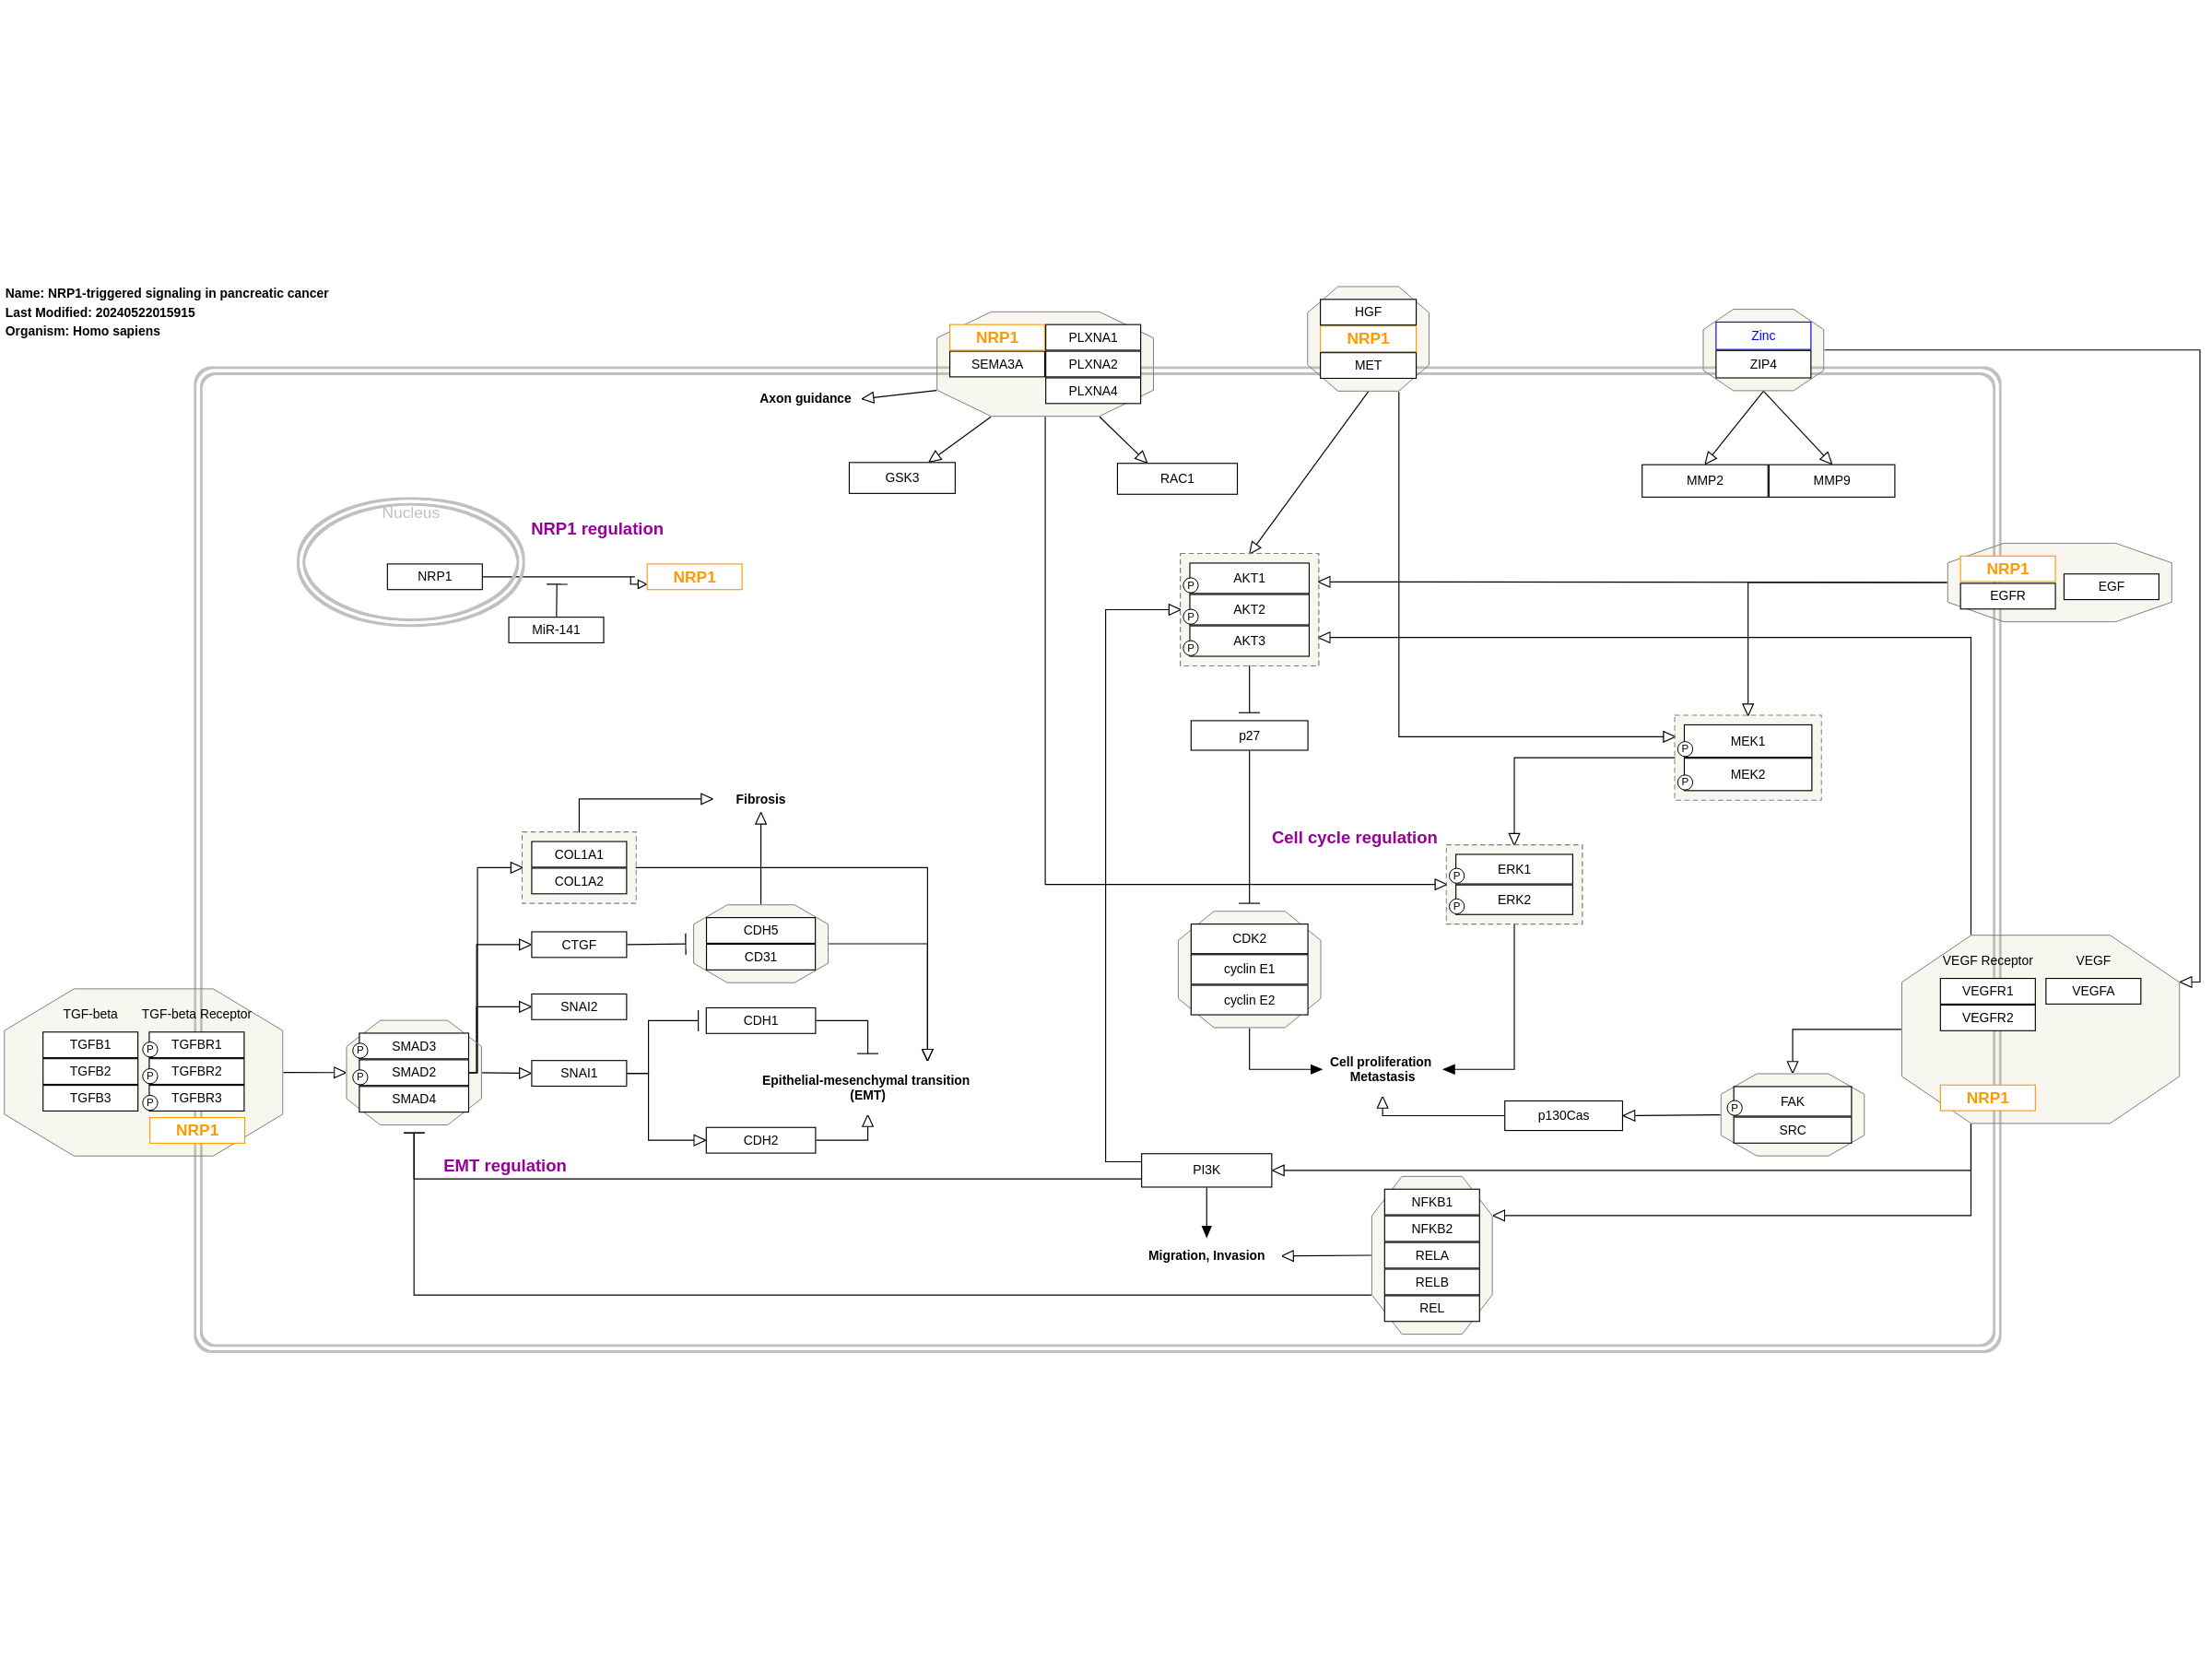 Name: NRP1-triggered signaling in pancreatic cancer
Last Modified: 20240522015915
Organism: Homo sapiens
NRP1
SEMA3A
PLXNA1
PLXNA2
PLXNA4
HGF
NRP1
MET
Zinc
ZIP4
Axon guidance
GSK3
RAC1
MMP2
MMP9
Nucleus
NRP1 regulation
NRP1
NRP1
MiR-141
P
AKT1
P
AKT2
P
AKT3
NRP1
EGFR
EGF
p27
P
MEK1
P
MEK2
Fibrosis
Cell cycle regulation
COL1A1
COL1A2
P
ERK1
P
ERK2
CTGF
CDH5
CD31
CDK2
cyclin E1
cyclin E2
VEGF Receptor
VEGF
VEGFR1
VEGFR2
VEGFA
NRP1
TGF-beta
TGF-beta Receptor
TGFB1
TGFB2
TGFB3
P
TGFBR1
P
TGFBR2
P
TGFBR3
NRP1
P
SMAD3
P
SMAD2
SMAD4
SNAI2
SNAI1
CDH1
Epithelial-mesenchymal transition
(EMT)
CDH2
Cell proliferation
Metastasis
p130Cas
P
FAK
SRC
EMT regulation
PI3K
Migration, Invasion
NFKB1
NFKB2
RELA
RELB
REL